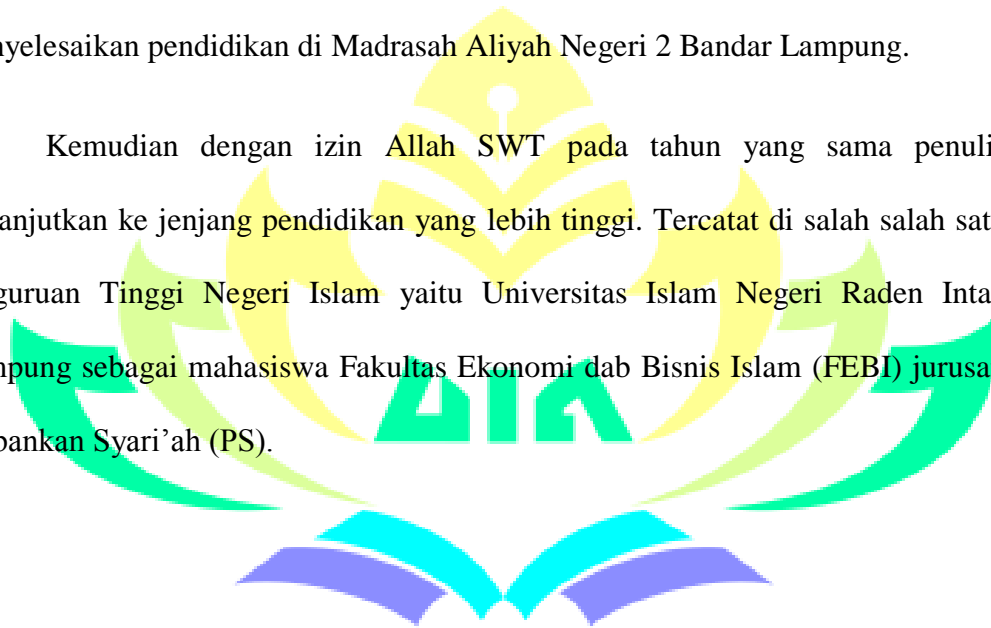 nyelesaikan pendidikan di Madrasah Aliyah Negeri 2 Bandar Lampung.
Kemudian dengan izin Allah SWT pada tahun yang sama penuli
anjutkan ke jenjang pendidikan yang lebih tinggi. Tercatat di salah salah sat
guruan Tinggi Negeri Islam yaitu Universitas Islam Negeri Raden Inta
mpung sebagai mahasiswa Fakultas Ekonomi dab Bisnis Islam (FEBI) jurusa
bankan Syari’ah (PS).